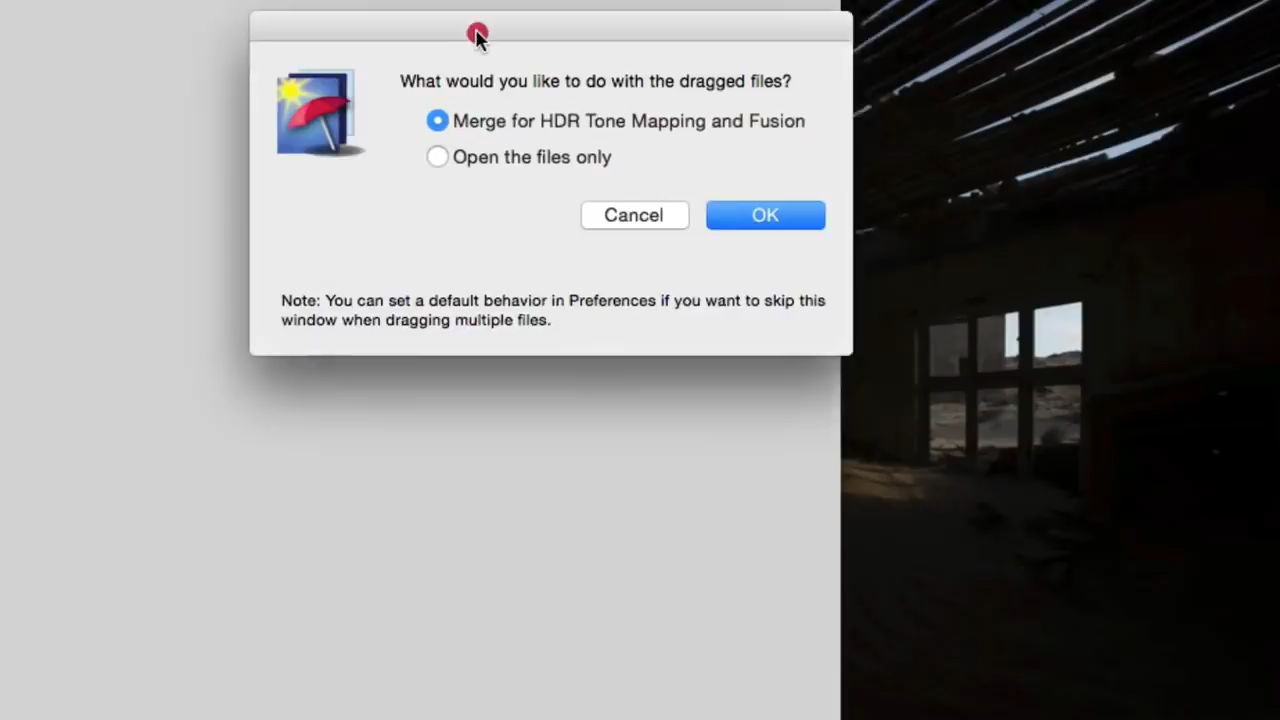 What would you like to do with the dragged files?
Merge for HDR Tone Mapping and Fusion
Open the files only
Cancel
OK
Note: You can set a default behavior in Preferences if you want to skip this
window when dragging multiple files.